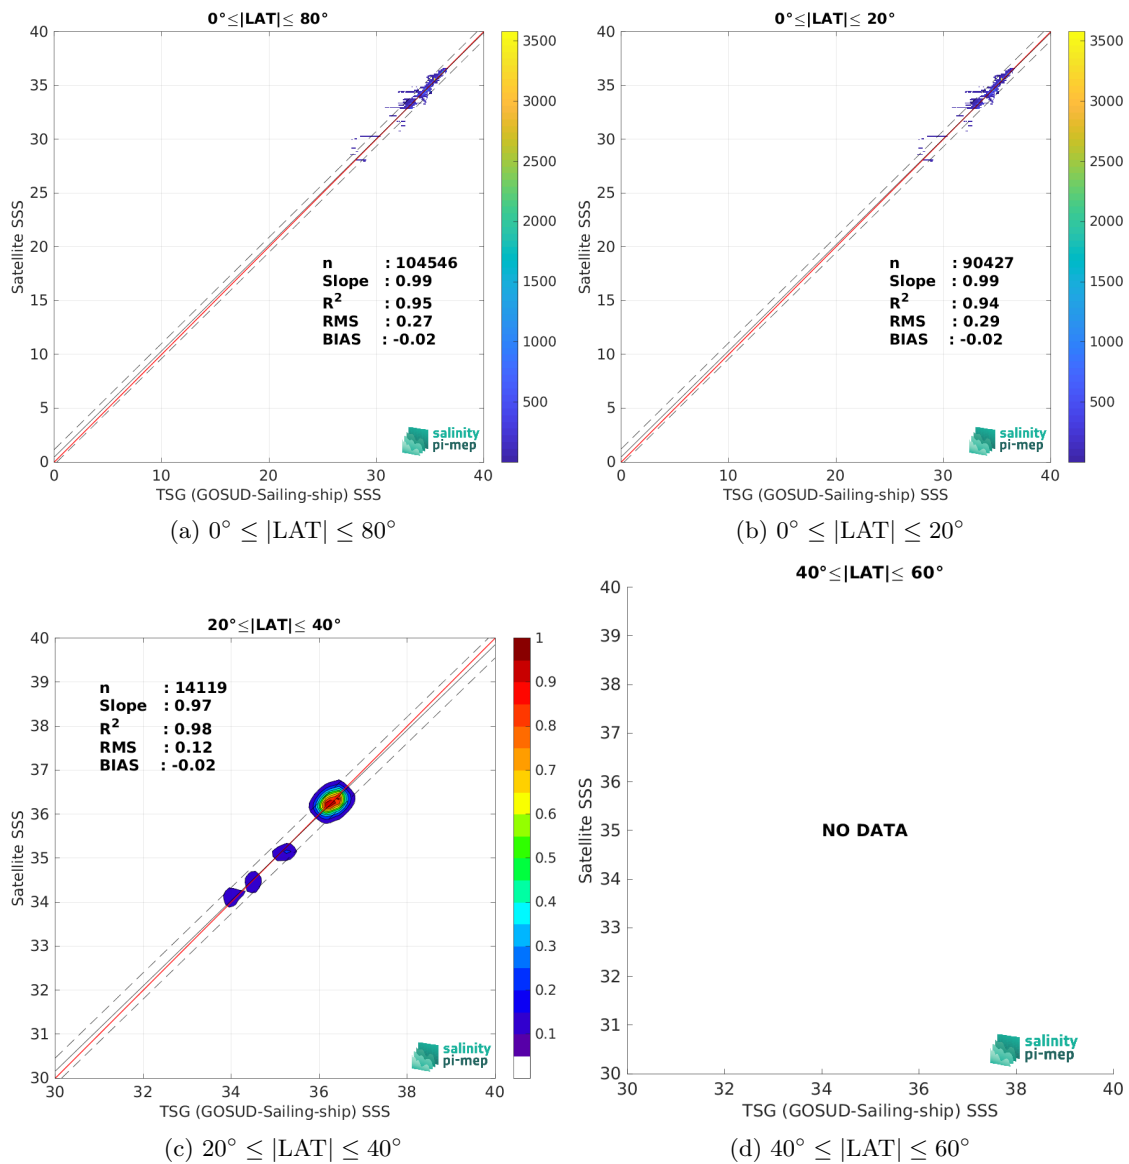 0°≤|LAT|≤ 80°
40
35
30
25
20
15
10
5
0
Satellite SSS
n : 104546
Slope : 0.99
R2 : 0.95
RMS : 0.27
BIAS : -0.02
salinity
pi-mep
0 10 20 30 40
TSG (GOSUD-Sailing-ship) SSS
3500
3000
2500
2000
1500
1000
500
(a) 0° ≤ |LAT| ≤ 80°
0°≤|LAT|≤ 20°
40
35
30
25
20
15
10
5
0
Satellite SSS
n : 90427
Slope : 0.99
R2 : 0.94
RMS : 0.29
BIAS : -0.02
salinity
pi-mep
0 10 20 30 40
TSG (GOSUD-Sailing-ship) SSS
3500
3000
2500
2000
1500
1000
500
(b) 0° ≤ |LAT| ≤ 20°
20°≤|LAT|≤ 40°
40
39
38
37
36
35
34
33
32
31
30
Satellite SSS
n : 14119
Slope : 0.97
R2 : 0.98
RMS : 0.12
BIAS : -0.02
salinity
pi-mep
30 32 34 36 38 40
TSG (GOSUD-Sailing-ship) SSS
1
0.9
0.8
0.7
0.6
0.5
0.4
0.3
0.2
0.1
(c) 20° ≤ |LAT| ≤ 40°
40°≤|LAT|≤ 60°
40
39
38
37
36
35
34
33
32
31
30
Satellite SSS
NO DATA
salinity
pi-mep
30 32 34 36 38 40
TSG (GOSUD-Sailing-ship) SSS
(d) 40° ≤ |LAT| ≤ 60°